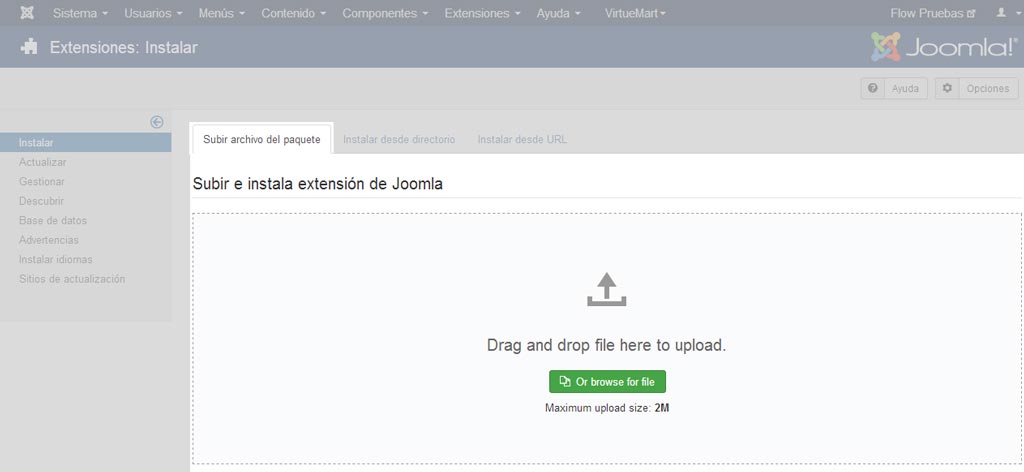 Sistema Usuarios Menús Contenido Componentes Extensiones Ayuda VirtueMart Flow Pruebas
Extensiones: Instalar Joomla!®
Ayuda Opciones
Instalar
Actualizar
Gestionar
Descubrir
Base de datos
Advertencias
Instalar idiomas
Sitios de actualización
Subir archivo del paquete Instalar desde directorio Instalar desde URL
Subir e instala extensión de Joomla
Drag and drop file here to upload.
Or browse for file
Maximum upload size: 2M